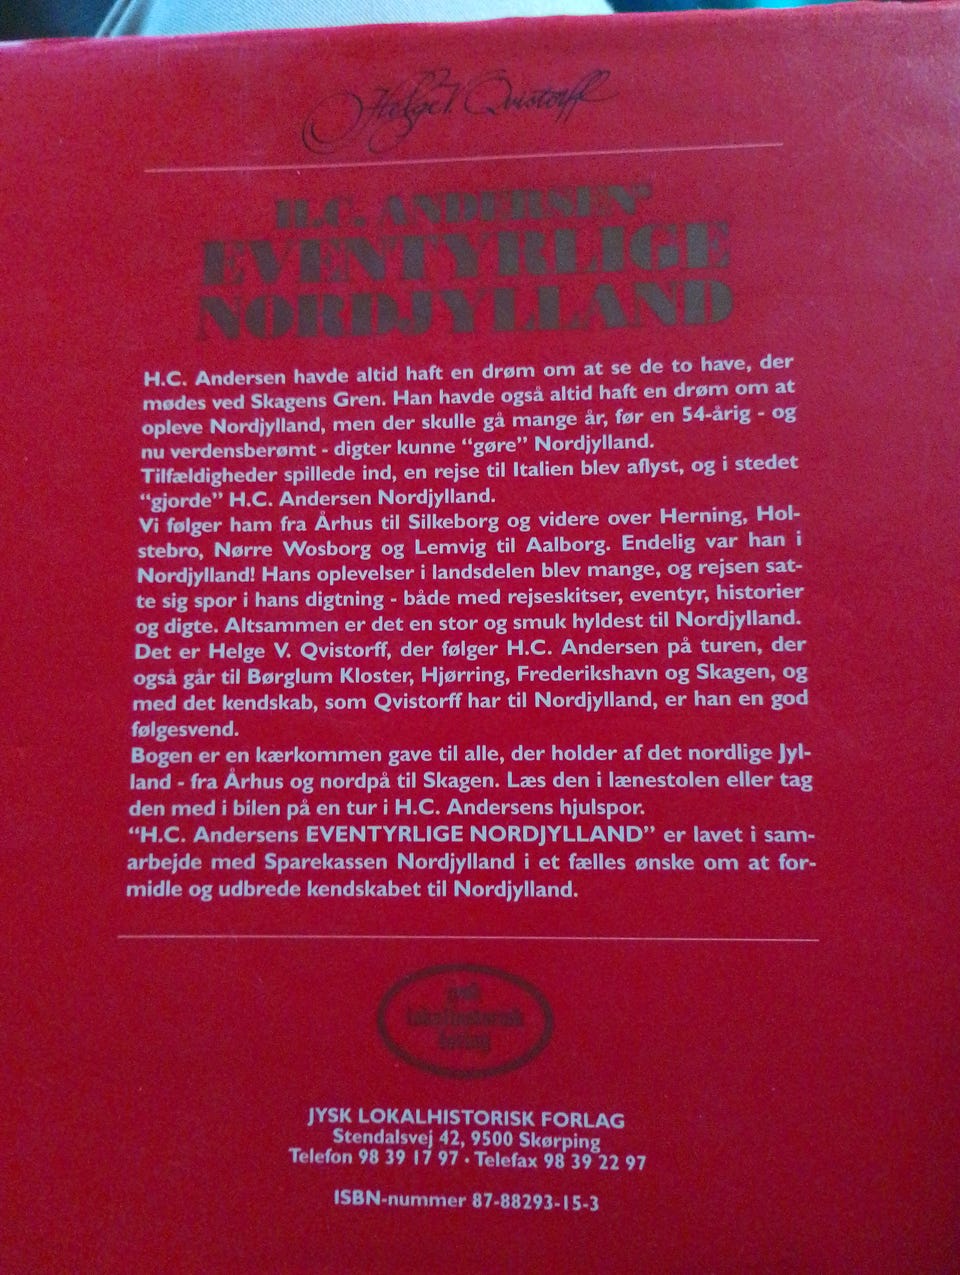 Helge V. Qvistorff
H.C. ANDERSEN'
EVENTYRLIGE
NORDJYLLAND
H.C. Andersen havde altid haft en drøm om at se de to have, der
mødes ved Skagens Gren. Han havde også altid haft en drøm om at
opleve Nordjylland, men der skulle gå mange år, før en 54-årig - og
nu verdensberømt - digter kunne "gøre" Nordjylland.
Tilfældigheder spillede ind, en rejse til Italien blev aflyst, og i stedet
"gjorde" H.C. Andersen Nordjylland.
Vi følger ham fra Århus til Silkeborg og videre over Herning, Hol-
stebro, Nørre Wosborg og Lemvig til Aalborg. Endelig var han i
Nordjylland! Hans oplevelser i landsdelen blev mange, og rejsen sat-
te sig spor i hans digtning - både med rejseskitser, eventyr, historier
og digte. Altsammen er det en stor og smuk hyldest til Nordjylland.
Det er Helge V. Qvistorff, der følger H.C. Andersen på turen, der
også går til Børglum Kloster, Hjørring, Frederikshavn og Skagen, og
med det kendskab, som Qvistorff har til Nordjylland, er han en god
følgesvend.
Bogen er en kærkommen gave til alle, der holder af det nordlige Jyl-
land - fra Århus og nordpå til Skagen. Læs den i lænestolen eller tag
den med i bilen på en tur i H.C. Andersens hjulspor.
"H.C. Andersens EVENTYRLIGE NORDJYLLAND" er lavet i sam-
arbejde med Sparekassen Nordjylland i et fælles ønske om at for-
midle og udbrede kendskabet til Nordjylland.
jysk
lokalhistorisk
forlag
JYSK LOKALHISTORISK FORLAG
Stendalsvej 42, 9500 Skørping
Telefon 98 39 17 97 • Telefax 98 39 22 97
ISBN-nummer 87-88293-15-3